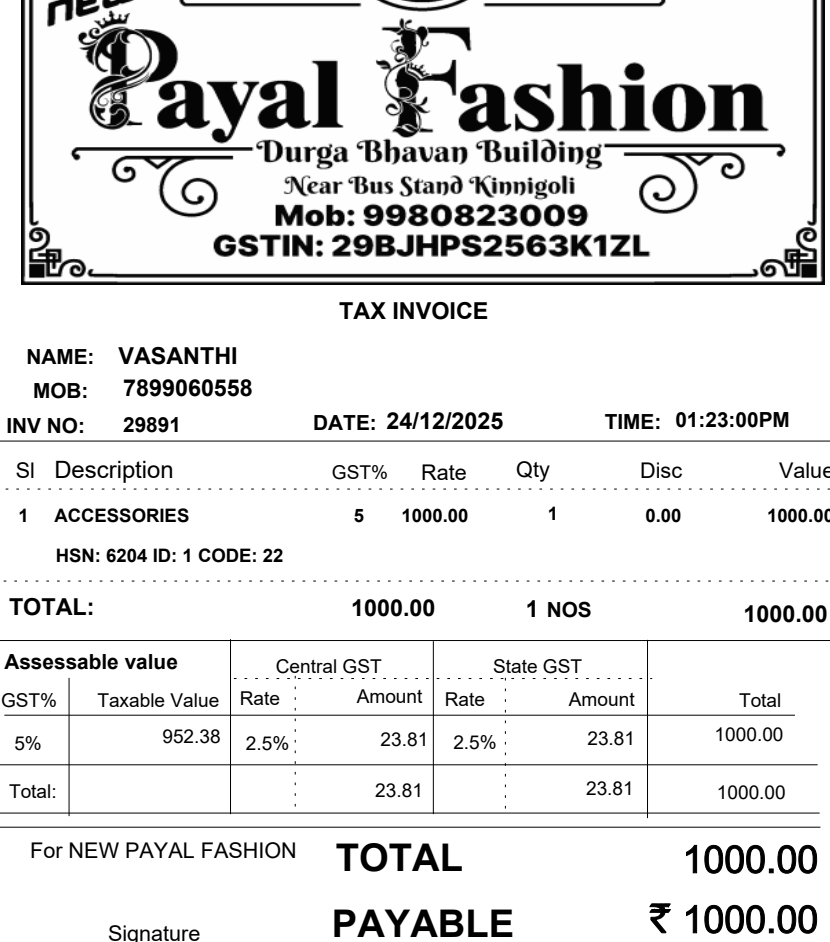 new
Payal Fashion
Durga Bhavan Building
Near Bus Stand Kinnigoli
Mob: 9980823009
GSTIN: 29BJHPS2563K1ZL
TAX INVOICE
NAME: VASANTHI
MOB: 7899060558
INV NO: 29891 DATE: 24/12/2025 TIME: 01:23:00PM
Sl Description GST% Rate Qty Disc Value
1 ACCESSORIES 5 1000.00 1 0.00 1000.00
HSN: 6204 ID: 1 CODE: 22
TOTAL: 1000.00 1 NOS 1000.00
Assessable value Central GST State GST
GST% Taxable Value Rate Amount Rate Amount Total
5% 952.38 2.5% 23.81 2.5% 23.81 1000.00
Total: 23.81 23.81 1000.00
For NEW PAYAL FASHION TOTAL 1000.00
Signature PAYABLE ₹ 1000.00